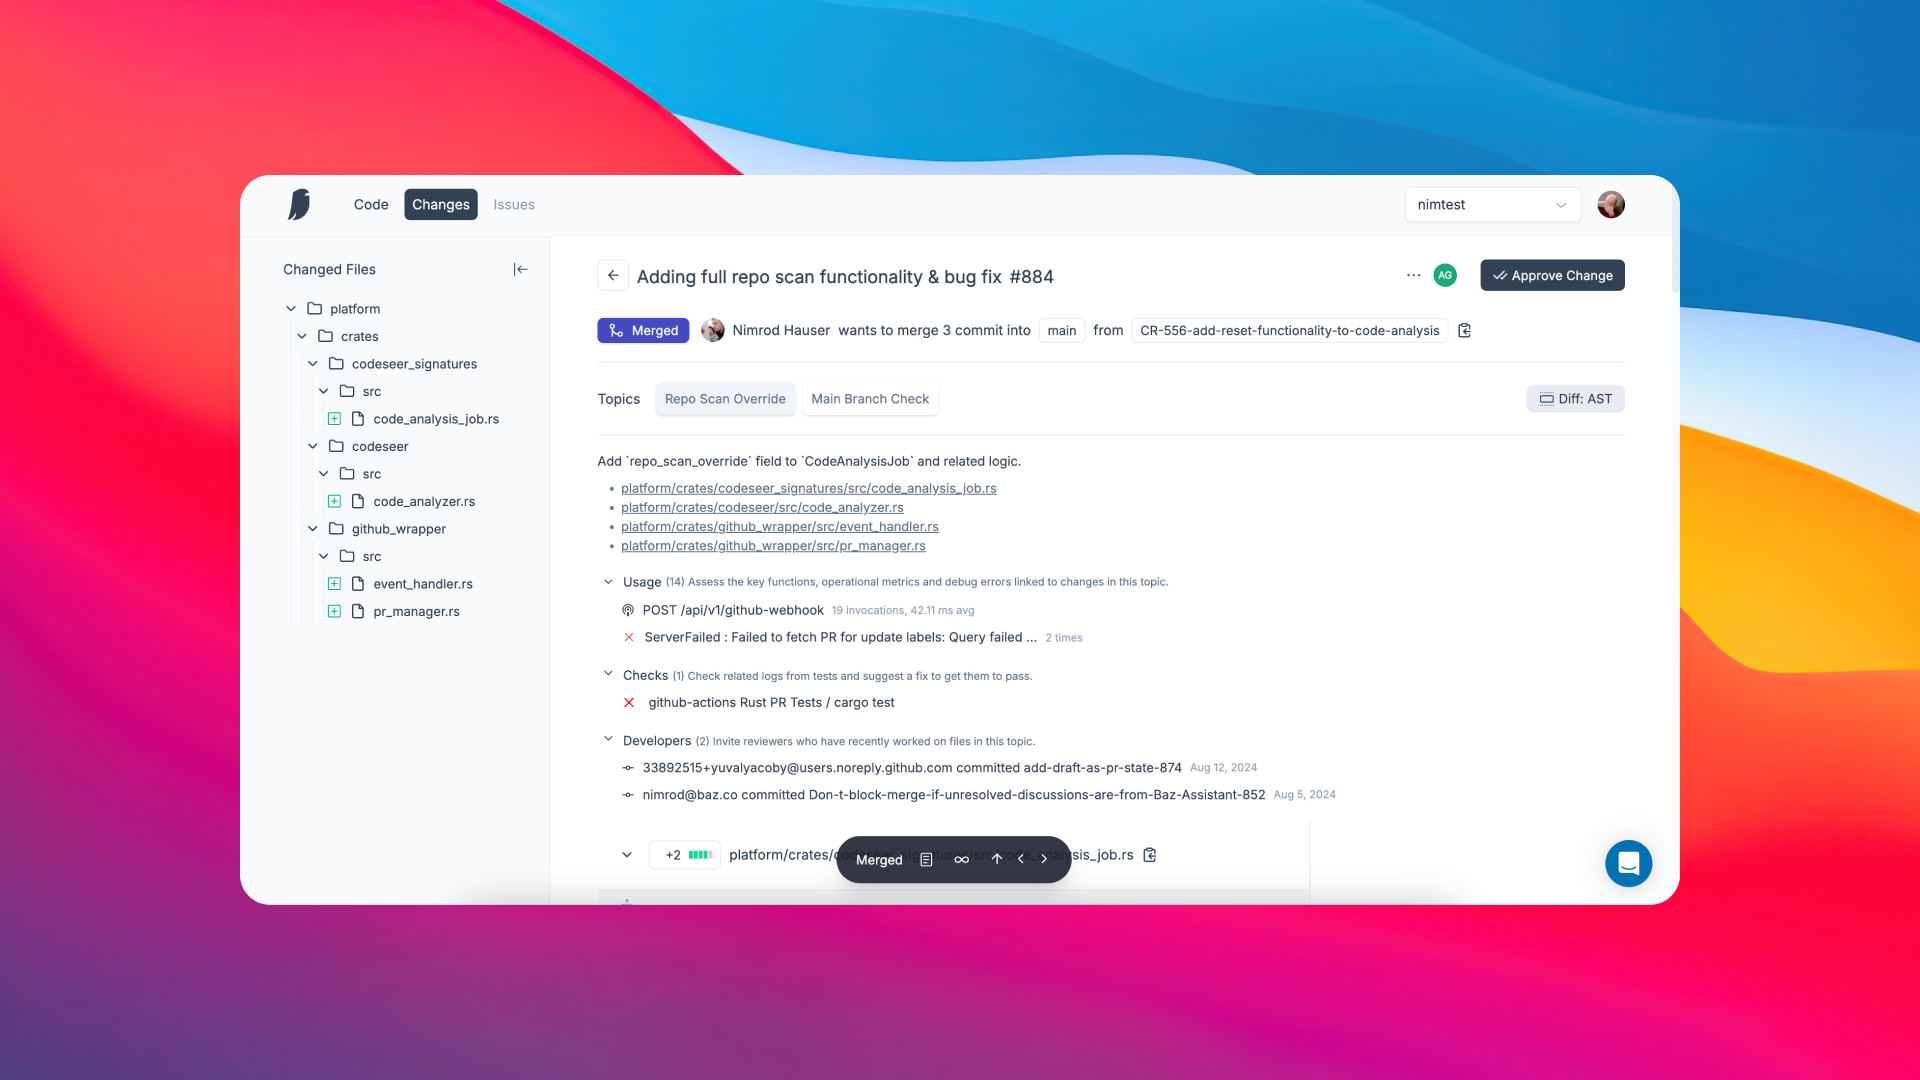 Code Changes Issues nimtest
Changed Files
platform
crates
codeseer_signatures
src
code_analysis_job.rs
codeseer
src
code_analyzer.rs
github_wrapper
src
event_handler.rs
pr_manager.rs
Adding full repo scan functionality & bug fix #884 ... AG Approve Change
Merged Nimrod Hauser wants to merge 3 commit into main from CR-556-add-reset-functionality-to-code-analysis
Topics Repo Scan Override Main Branch Check Diff: AST
Add `repo_scan_override` field to `CodeAnalysisJob` and related logic.
• platform/crates/codeseer_signatures/src/code_analysis_job.rs
• platform/crates/codeseer/src/code_analyzer.rs
• platform/crates/github_wrapper/src/event_handler.rs
• platform/crates/github_wrapper/src/pr_manager.rs
Usage (14) Assess the key functions, operational metrics and debug errors linked to changes in this topic.
POST /api/v1/github-webhook 19 invocations, 42.11 ms avg
ServerFailed : Failed to fetch PR for update labels: Query failed ... 2 times
Checks (1) Check related logs from tests and suggest a fix to get them to pass.
github-actions Rust PR Tests / cargo test
Developers (2) Invite reviewers who have recently worked on files in this topic.
33892515+yuvalyacoby@users.noreply.github.com committed add-draft-as-pr-state-874 Aug 12, 2024
nimrod@baz.co committed Don-t-block-merge-if-unresolved-discussions-are-from-Baz-Assistant-852 Aug 5, 2024
+2 platform/crates/codeseer_signatures/src/code_analysis_job.rs
Merged